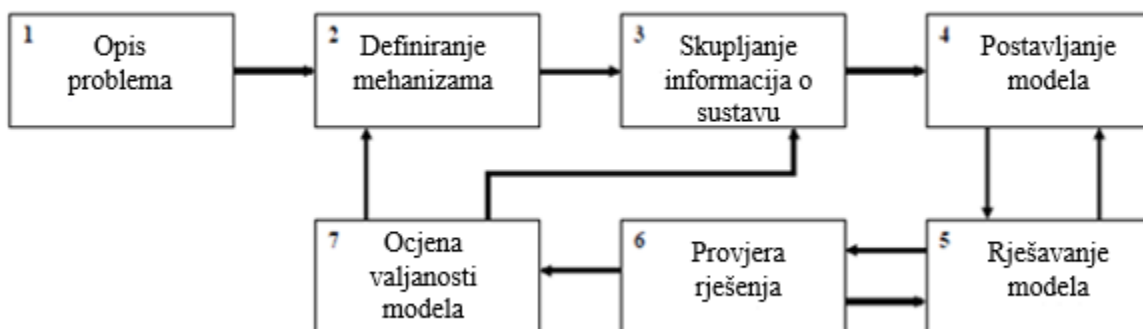 1
Opis
problema
2
Definiranje
mehanizama
3
Skupljanje
informacija o
sustavu
4
Postavljanje
modela
7
Ocjena
valjanosti
modela
6
Provjera
rješenja
5
Rješavanje
modela